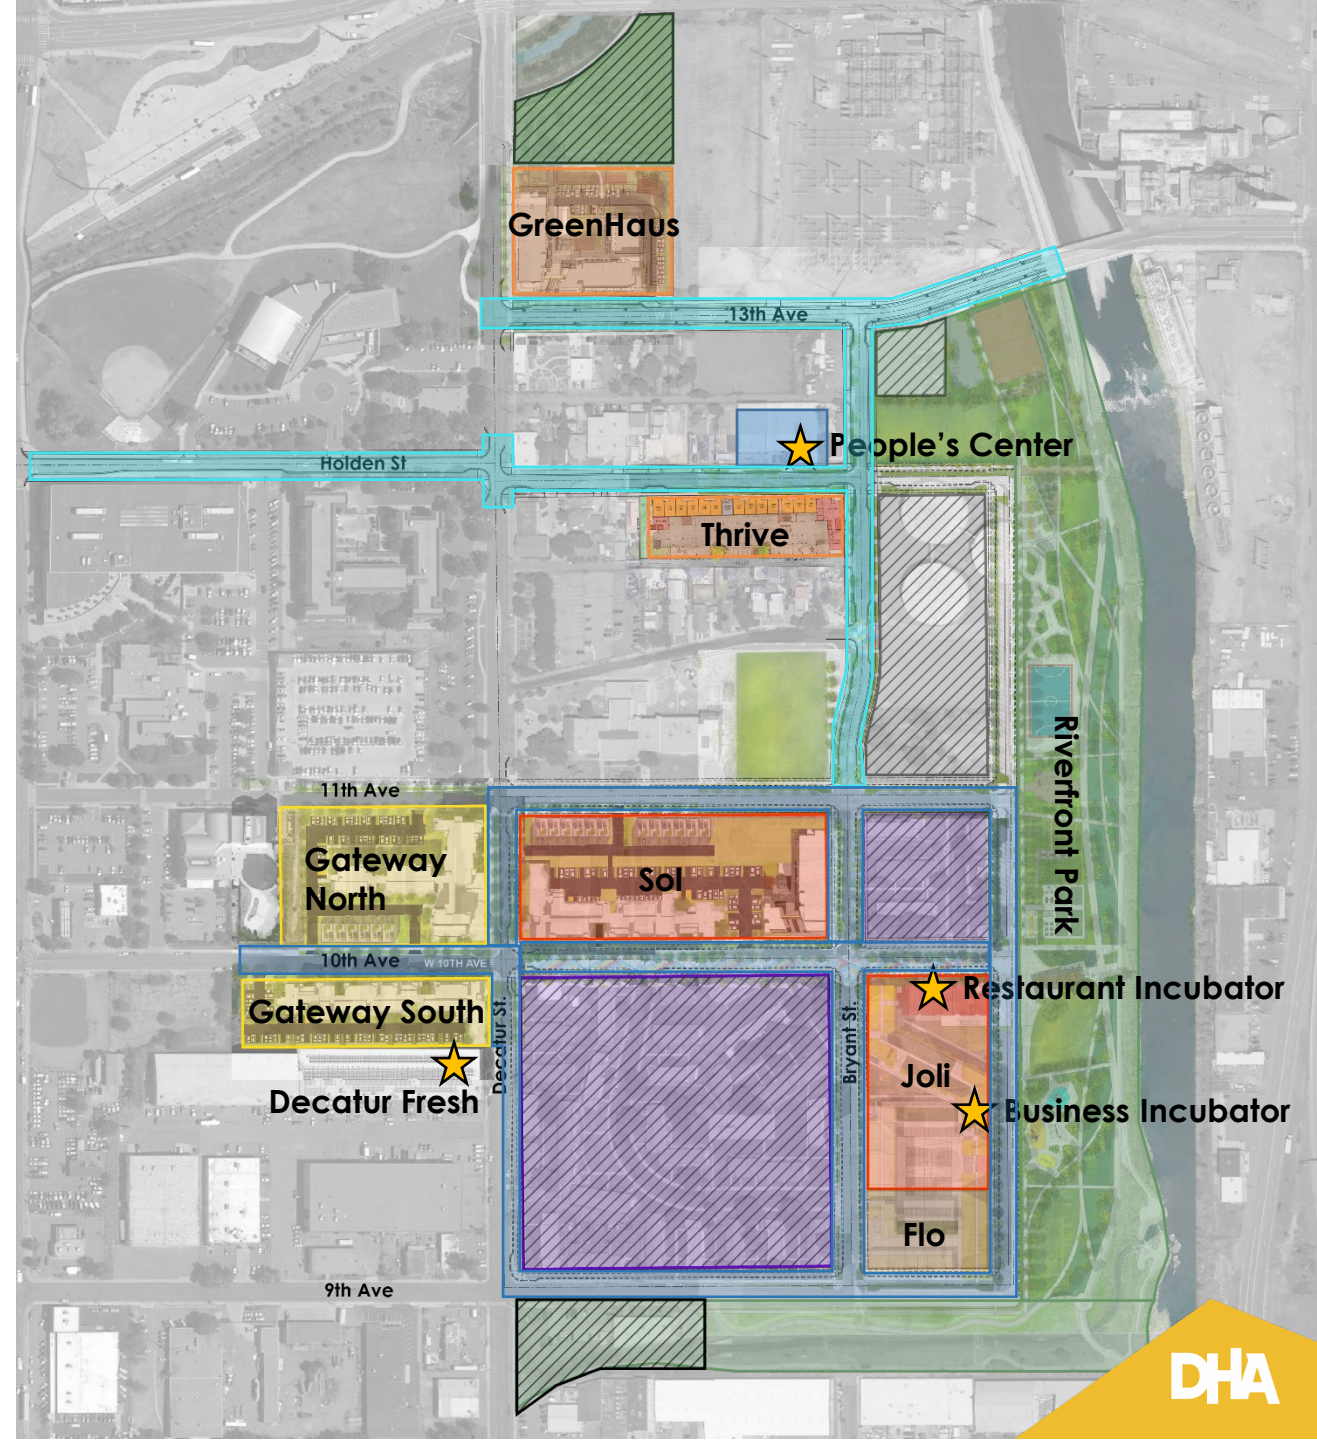 GreenHaus
13th Ave
People's Center
Holden St
Thrive
Riverfront Park
11th Ave
Gateway
North
Sol
10th Ave
W 10TH AVE
Gateway South
Decatur St.
Bryant St.
Restaurant Incubator
Decatur Fresh
Joli
Business Incubator
Flo
9th Ave
DHA